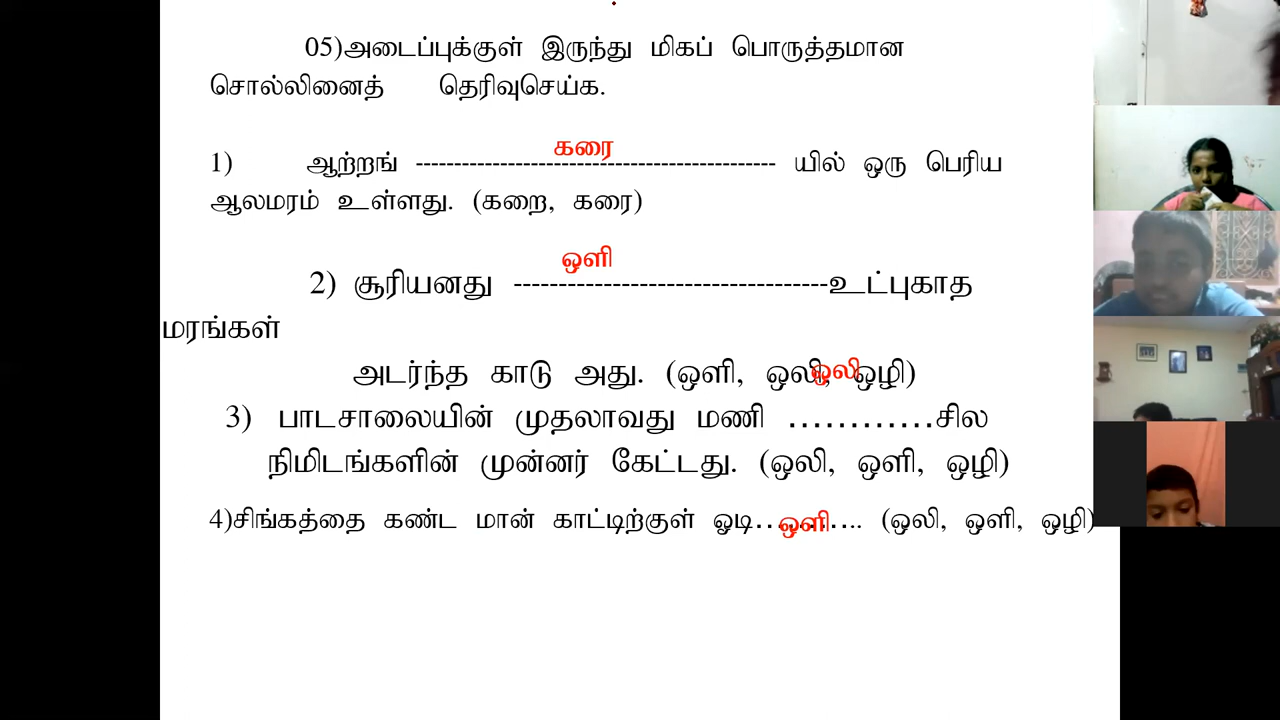 05)அடைப்புக்குள் இருந்து மிகப் பொருத்தமான
சொல்லினைத் தெரிவுசெய்க.
கரை
1) ஆற்றங் ----------------------------------------------- யில் ஒரு பெரிய
ஆலமரம் உள்ளது. (கறை, கரை)
ஒளி
2) சூரியனது -----------------------------------உட்புகாத
மரங்கள்
அடர்ந்த காடு அது. (ஒளி, ஒலி, ஒழி)
ஒலி
3) பாடசாலையின் முதலாவது மணி ............சில
நிமிடங்களின் முன்னர் கேட்டது. (ஒலி, ஒளி, ஒழி)
4)சிங்கத்தை கண்ட மான் காட்டிற்குள் ஓடி........... (ஒலி, ஒளி, ஒழி)
ஒளி